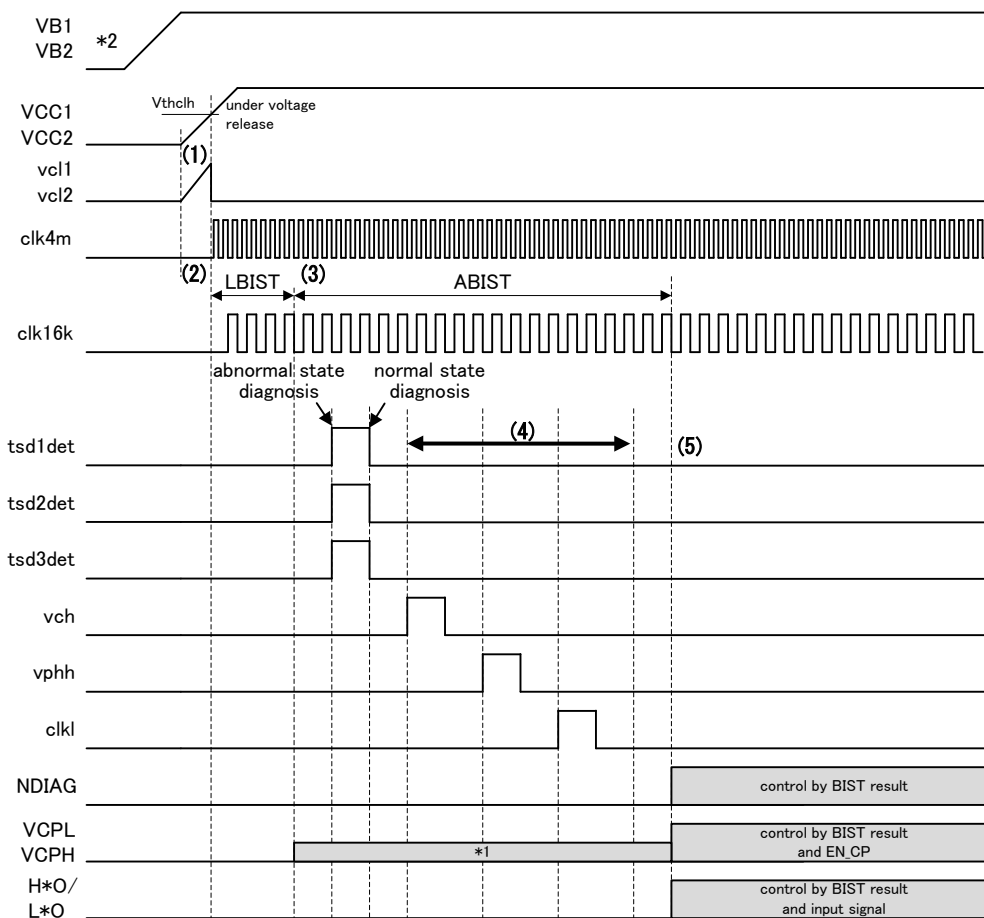 VB1
VB2
*2
VCC1
VCC2
Vthclh
under voltage
release
(1)
vcl1
vcl2
clk4m
(2)
LBIST
(3)
ABIST
clk16k
abnormal state
diagnosis
normal state
diagnosis
(4)
(5)
tsd1det
tsd2det
tsd3det
vch
vphh
clkl
NDIAG
control by BIST result
VCPL
VCPH
*1
control by BIST result
and EN_CP
H*O/
L*O
control by BIST result
and input signal